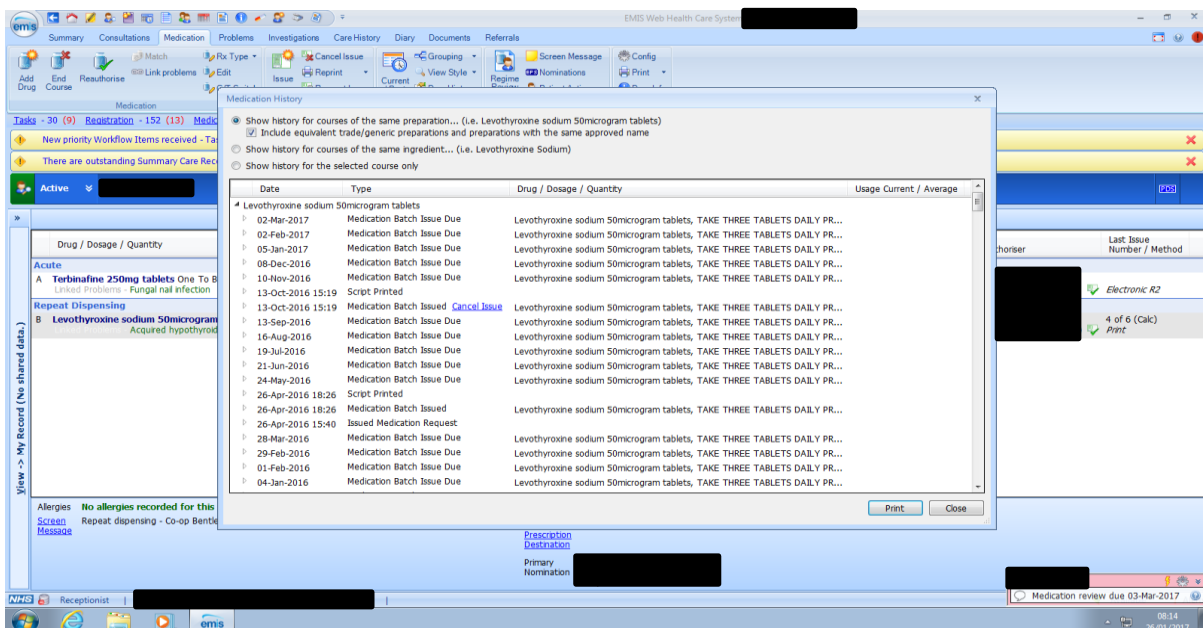 emis
EMIS Web Health Care System
Summary Consultations Medication Problems Investigations Care History Diary Documents Referrals
Add Drug
End Course
Reauthorise
Match
Link problems
Rx Type
Edit
Issue
Cancel Issue
Reprint
Current
Grouping
View Style
Regime
Screen Message
Nominations
Config
Print
Medication
Tasks - 30 (9) Registration - 152 (13) Medic
New priority Workflow Items received - Ta
There are outstanding Summary Care Rec
Active
PDS
»
View -> My Record (No shared data.)
Drug / Dosage / Quantity
Acute
A Terbinafine 250mg tablets One To B
Linked Problems - Fungal nail infection
Repeat Dispensing
B Levothyroxine sodium 50microgram
Acquired hypothyroid
Medication History
Show history for courses of the same preparation... (i.e. Levothyroxine sodium 50microgram tablets)
Include equivalent trade/generic preparations and preparations with the same approved name
Show history for courses of the same ingredient... (i.e. Levothyroxine Sodium)
Show history for the selected course only
Date Type Drug / Dosage / Quantity Usage Current / Average
Levothyroxine sodium 50microgram tablets
02-Mar-2017 Medication Batch Issue Due Levothyroxine sodium 50microgram tablets, TAKE THREE TABLETS DAILY PR...
02-Feb-2017 Medication Batch Issue Due Levothyroxine sodium 50microgram tablets, TAKE THREE TABLETS DAILY PR...
05-Jan-2017 Medication Batch Issue Due Levothyroxine sodium 50microgram tablets, TAKE THREE TABLETS DAILY PR...
08-Dec-2016 Medication Batch Issue Due Levothyroxine sodium 50microgram tablets, TAKE THREE TABLETS DAILY PR...
10-Nov-2016 Medication Batch Issue Due Levothyroxine sodium 50microgram tablets, TAKE THREE TABLETS DAILY PR...
13-Oct-2016 15:19 Script Printed
13-Oct-2016 15:19 Medication Batch Issued Cancel Issue Levothyroxine sodium 50microgram tablets, TAKE THREE TABLETS DAILY PR...
13-Sep-2016 Medication Batch Issue Due Levothyroxine sodium 50microgram tablets, TAKE THREE TABLETS DAILY PR...
16-Aug-2016 Medication Batch Issue Due Levothyroxine sodium 50microgram tablets, TAKE THREE TABLETS DAILY PR...
19-Jul-2016 Medication Batch Issue Due Levothyroxine sodium 50microgram tablets, TAKE THREE TABLETS DAILY PR...
21-Jun-2016 Medication Batch Issue Due Levothyroxine sodium 50microgram tablets, TAKE THREE TABLETS DAILY PR...
24-May-2016 Medication Batch Issue Due Levothyroxine sodium 50microgram tablets, TAKE THREE TABLETS DAILY PR...
26-Apr-2016 18:26 Script Printed
26-Apr-2016 18:26 Medication Batch Issued Levothyroxine sodium 50microgram tablets, TAKE THREE TABLETS DAILY PR...
26-Apr-2016 15:40 Issued Medication Request
28-Mar-2016 Medication Batch Issue Due Levothyroxine sodium 50microgram tablets, TAKE THREE TABLETS DAILY PR...
29-Feb-2016 Medication Batch Issue Due Levothyroxine sodium 50microgram tablets, TAKE THREE TABLETS DAILY PR...
01-Feb-2016 Medication Batch Issue Due Levothyroxine sodium 50microgram tablets, TAKE THREE TABLETS DAILY PR...
04-Jan-2016 Medication Batch Issue Due Levothyroxine sodium 50microgram tablets, TAKE THREE TABLETS DAILY PR...
Print Close
horiser
Last Issue
Number / Method
Electronic R2
4 of 6 (Calc)
Print
Allergies No allergies recorded for this
Screen Message
Repeat dispensing - Co-op Bentle
Prescription
Destination
Primary
Nomination
NHS Receptionist
Medication review due 03-Mar-2017
emis
08:14
26/01/2017